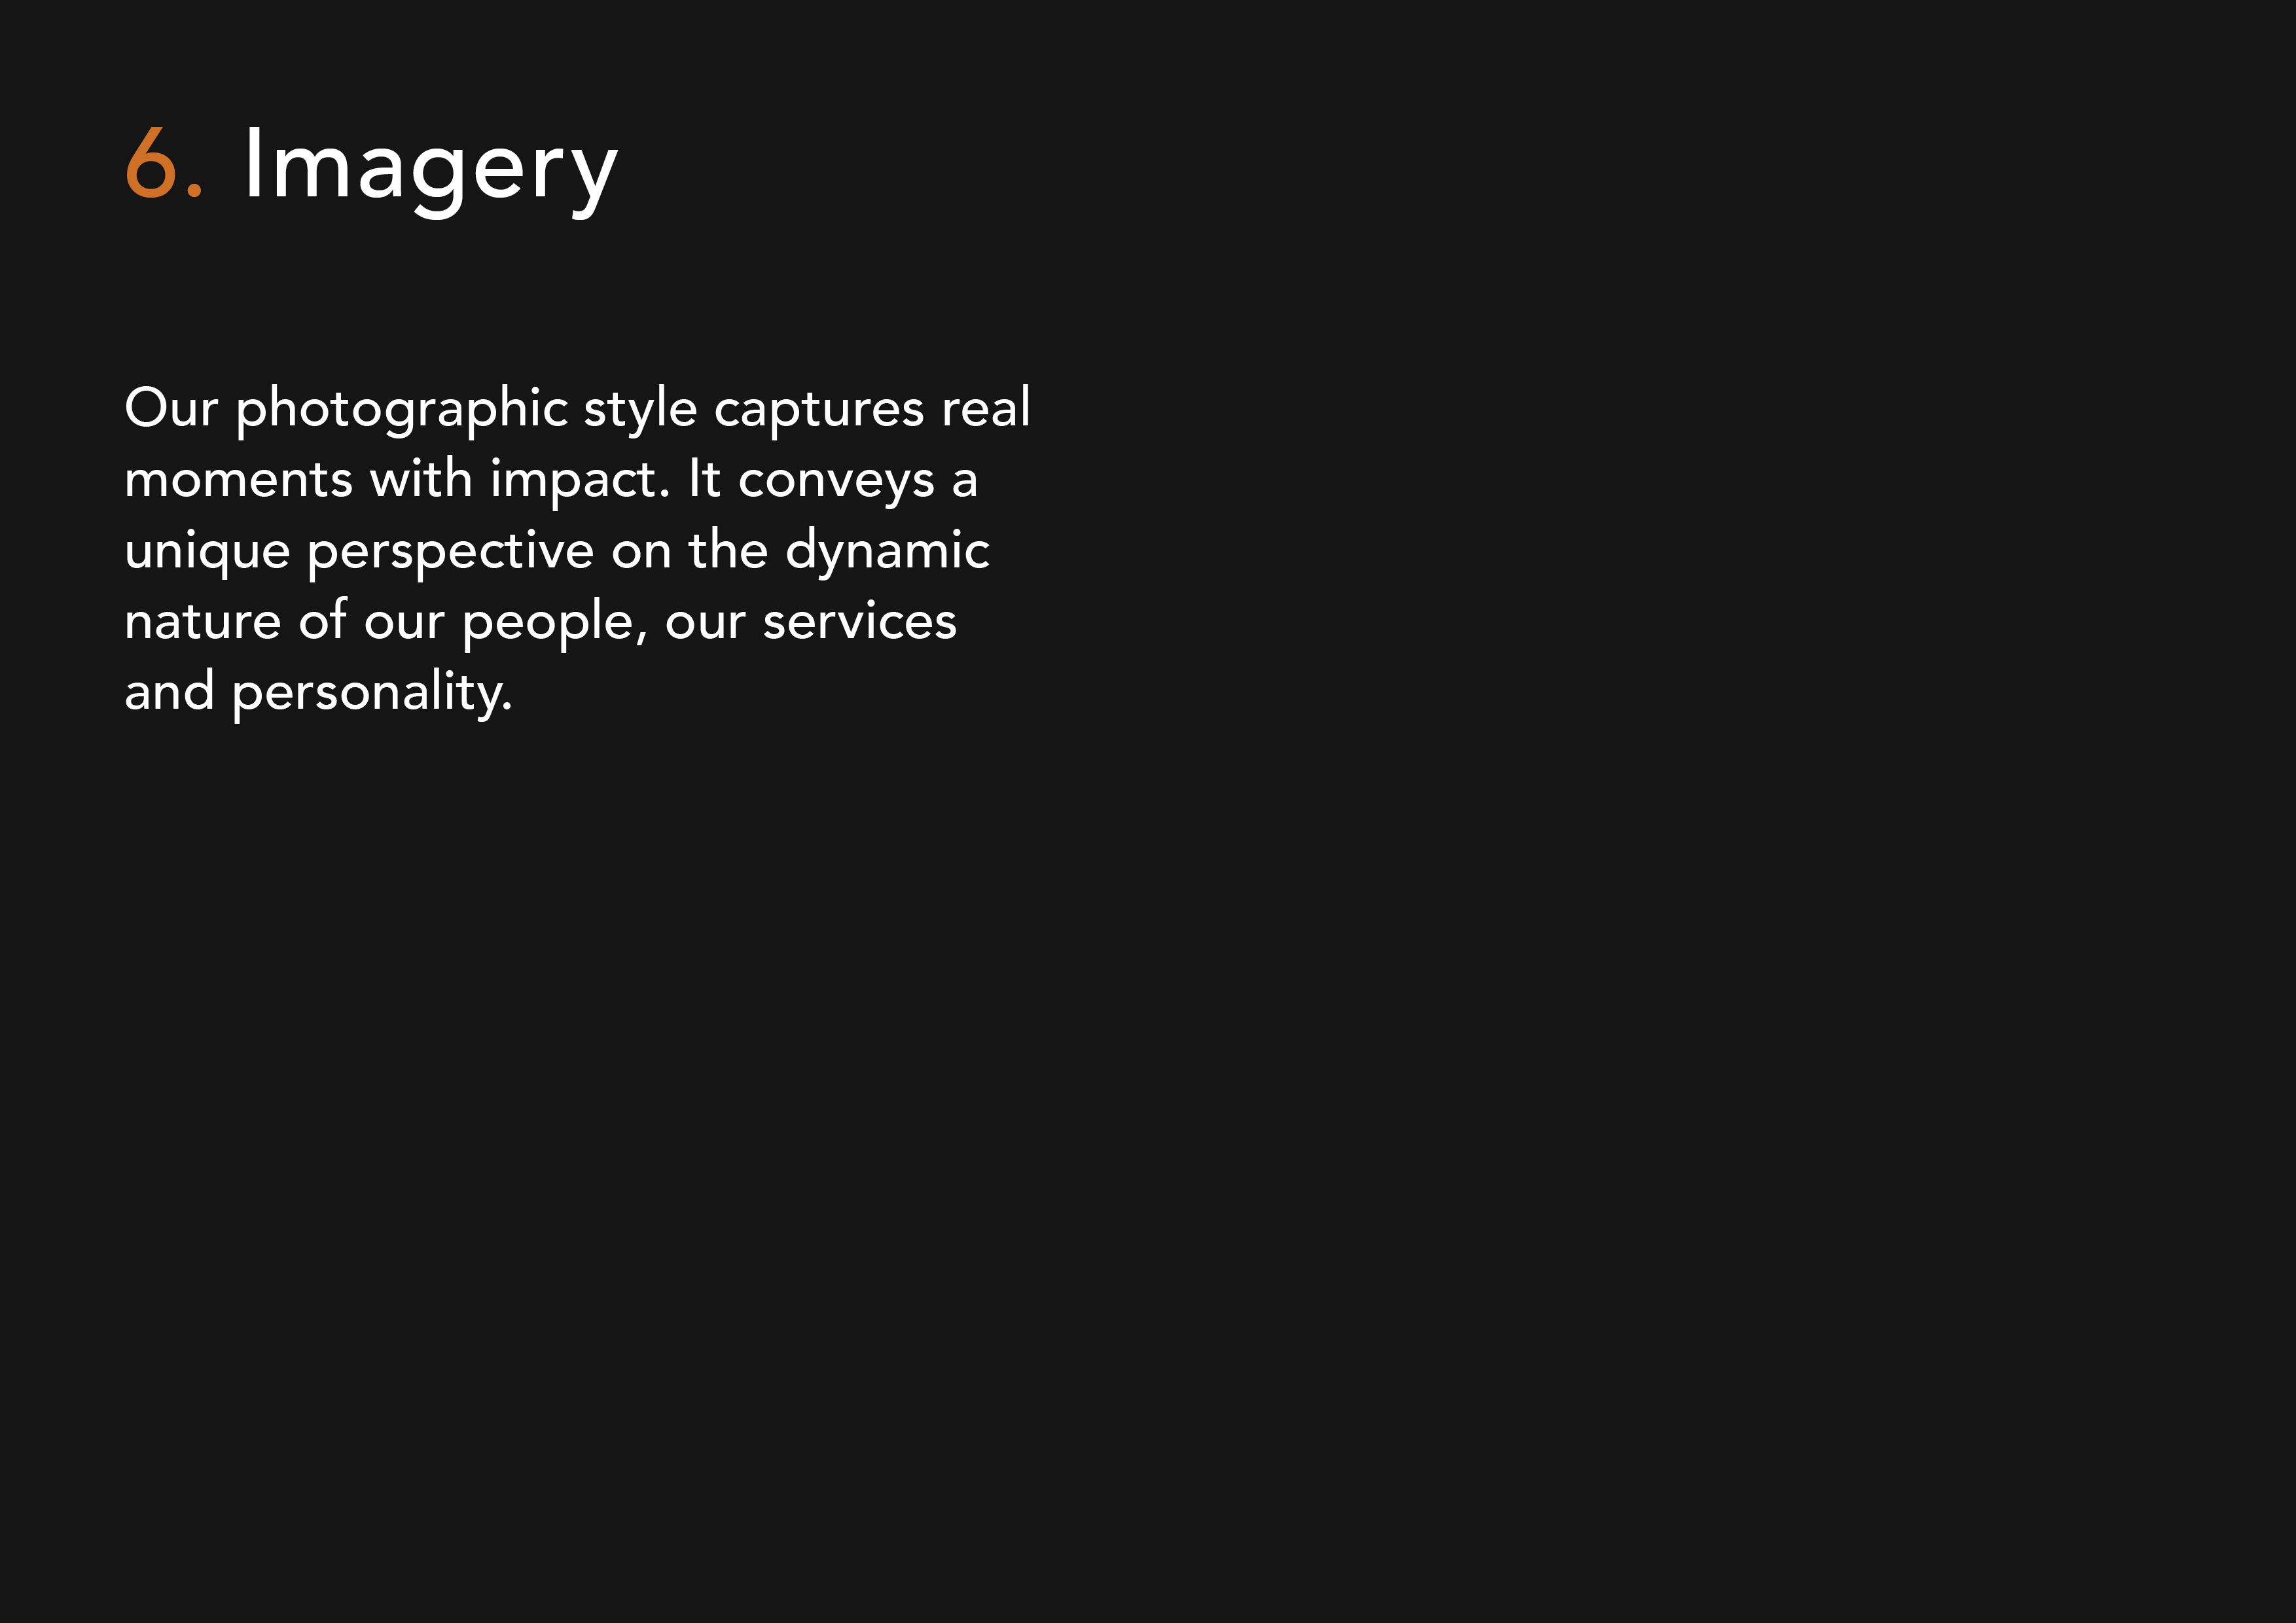 6. Imagery
Our photographic style captures real
moments with impact. It conveys a
unique perspective on the dynamic
nature of our people, our services
and personality.